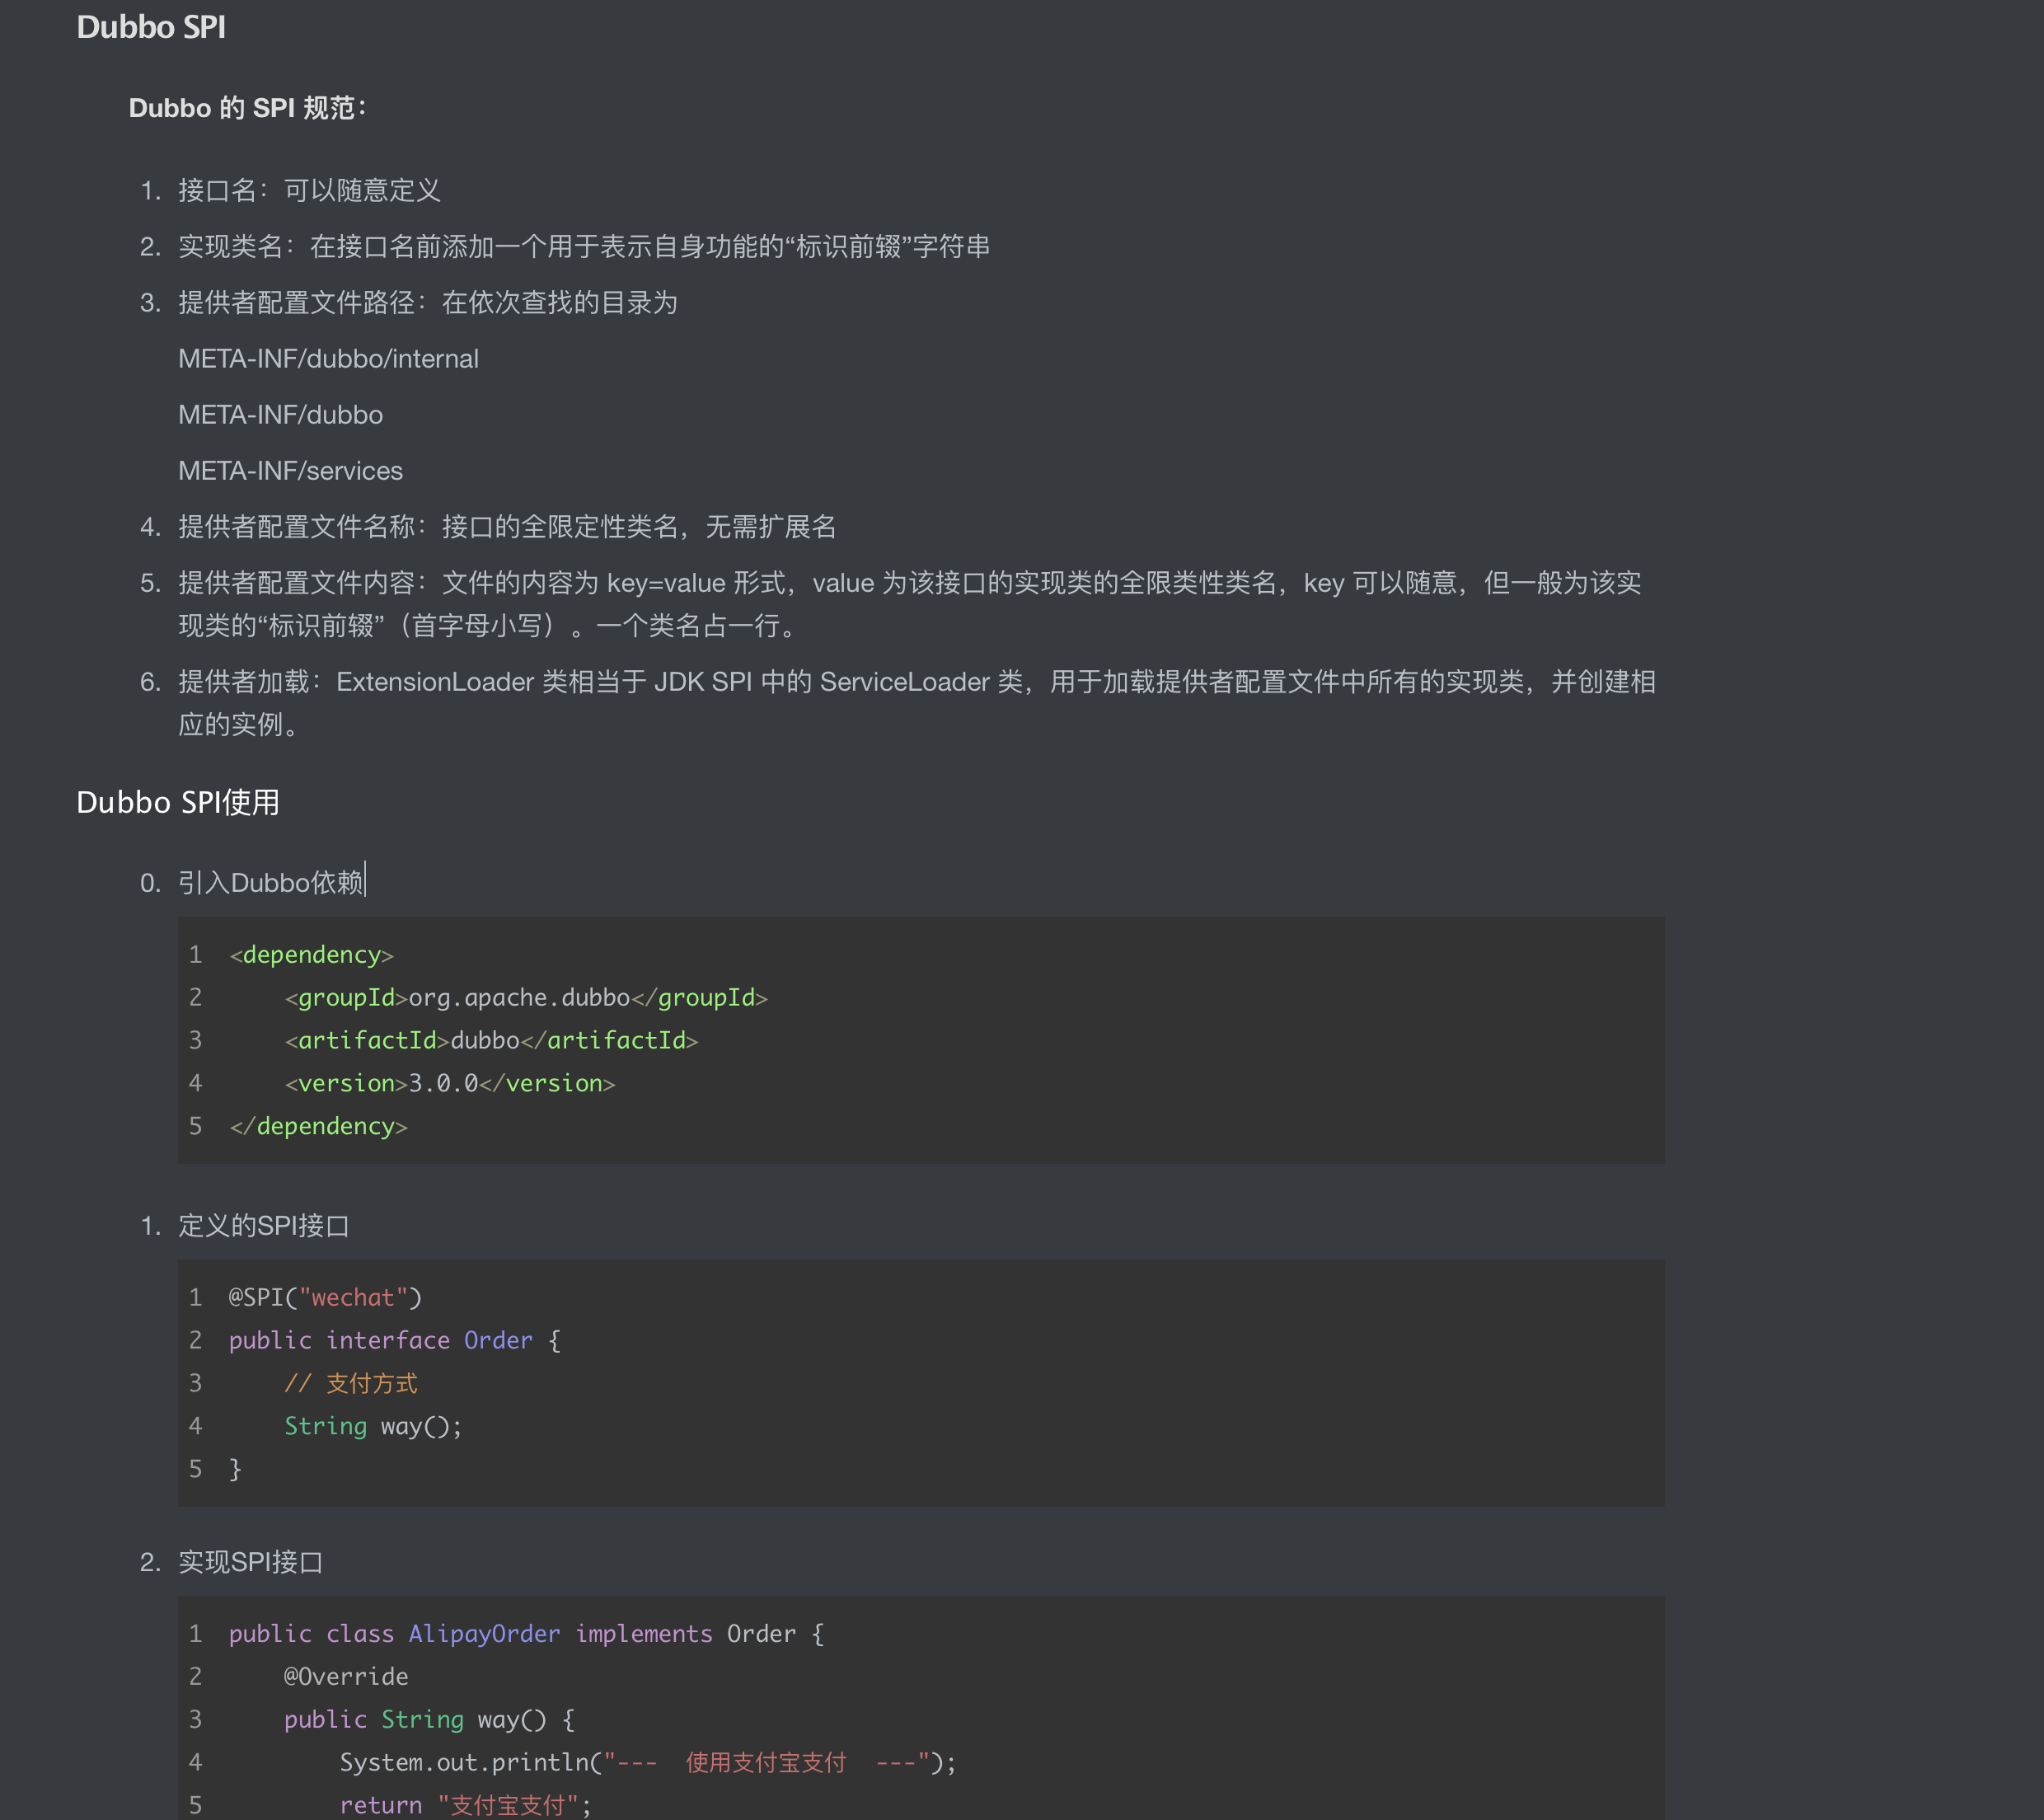 Dubbo SPI
Dubbo 的 SPI 规范：
1. 接口名：可以随意定义
2. 实现类名：在接口名前添加一个用于表示自身功能的“标识前辍”字符串
3. 提供者配置文件路径：在依次查找的目录为
META-INF/dubbo/internal
META-INF/dubbo
META-INF/services
4. 提供者配置文件名称：接口的全限定性类名，无需扩展名
5. 提供者配置文件内容：文件的内容为 key=value 形式，value 为该接口的实现类的全限类性类名，key 可以随意，但一般为该实
现类的“标识前辍”（首字母小写）。一个类名占一行。
6. 提供者加载：ExtensionLoader 类相当于 JDK SPI 中的 ServiceLoader 类，用于加载提供者配置文件中所有的实现类，并创建相
应的实例。
Dubbo SPI使用
0. 引入Dubbo依赖
1 <dependency>
2     <groupId>org.apache.dubbo</groupId>
3     <artifactId>dubbo</artifactId>
4     <version>3.0.0</version>
5 </dependency>
1. 定义的SPI接口
1 @SPI("wechat")
2 public interface Order {
3     // 支付方式
4     String way();
5 }
2. 实现SPI接口
1 public class AlipayOrder implements Order {
2     @Override
3     public String way() {
4         System.out.println("---  使用支付宝支付  ---");
5         return "支付宝支付";